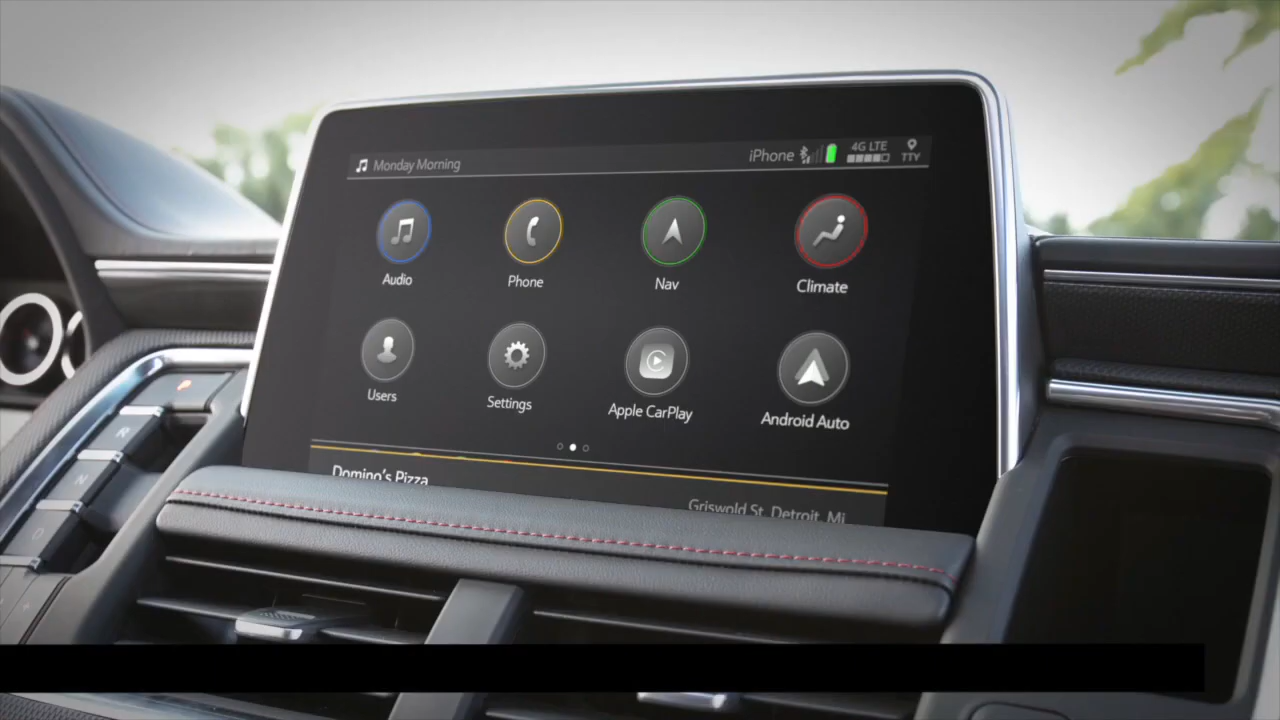 Monday Morning
iPhone
4G LTE
TTY
Audio
Phone
Nav
Climate
Users
Settings
Apple CarPlay
Android Auto
Domino's Pizza
Griswold St. Detroit, Mi
R
N
D